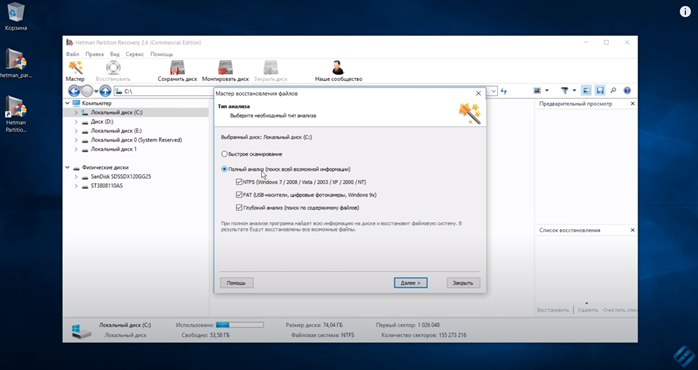 Корзина
hetman_par...
Hetman
Partitio...
Hetman Partition Recovery 2.6 (Commercial Edition)
Файл Правка Вид Сервис Помощь
Мастер Восстановить Сохранить диск Монтировать диск Закрыть диск Наше сообщество
C:\
Компьютер
Локальный диск (C:)
Диск (D:)
Локальный диск (E:)
Локальный диск 0 (System Reserved)
Локальный диск 1
Физические диски
SanDisk SDSSDX120GG25
ST3808110AS
Мастер восстановления файлов
Тип анализа
Выберите необходимый тип анализа
Выбранный диск: Локальный диск (C:)
Быстрое сканирование
Полный анализ (поиск всей возможной информации)
NTFS (Windows 7 / 2008 / Vista / 2003 / XP / 2000 / NT)
FAT (USB-носители, цифровые фотокамеры, Windows 9x)
Глубокий анализ (поиск по содержимому файлов)
При полном анализе программа найдет всю информацию на диске и восстановит файловую систему. В
результате будут восстановлены все возможные файлы.
Помощь Далее > Закрыть
Предварительный просмотр
Список восстановления
Восстановить Удалить Очистить спи
Локальный диск (C:) Использовано: Размер диска: 74,04 ГБ Первый сектор: 1 026 048
Локальный диск Свободно: 53,58 ГБ Файловая система: NTFS Количество секторов: 155 273 216